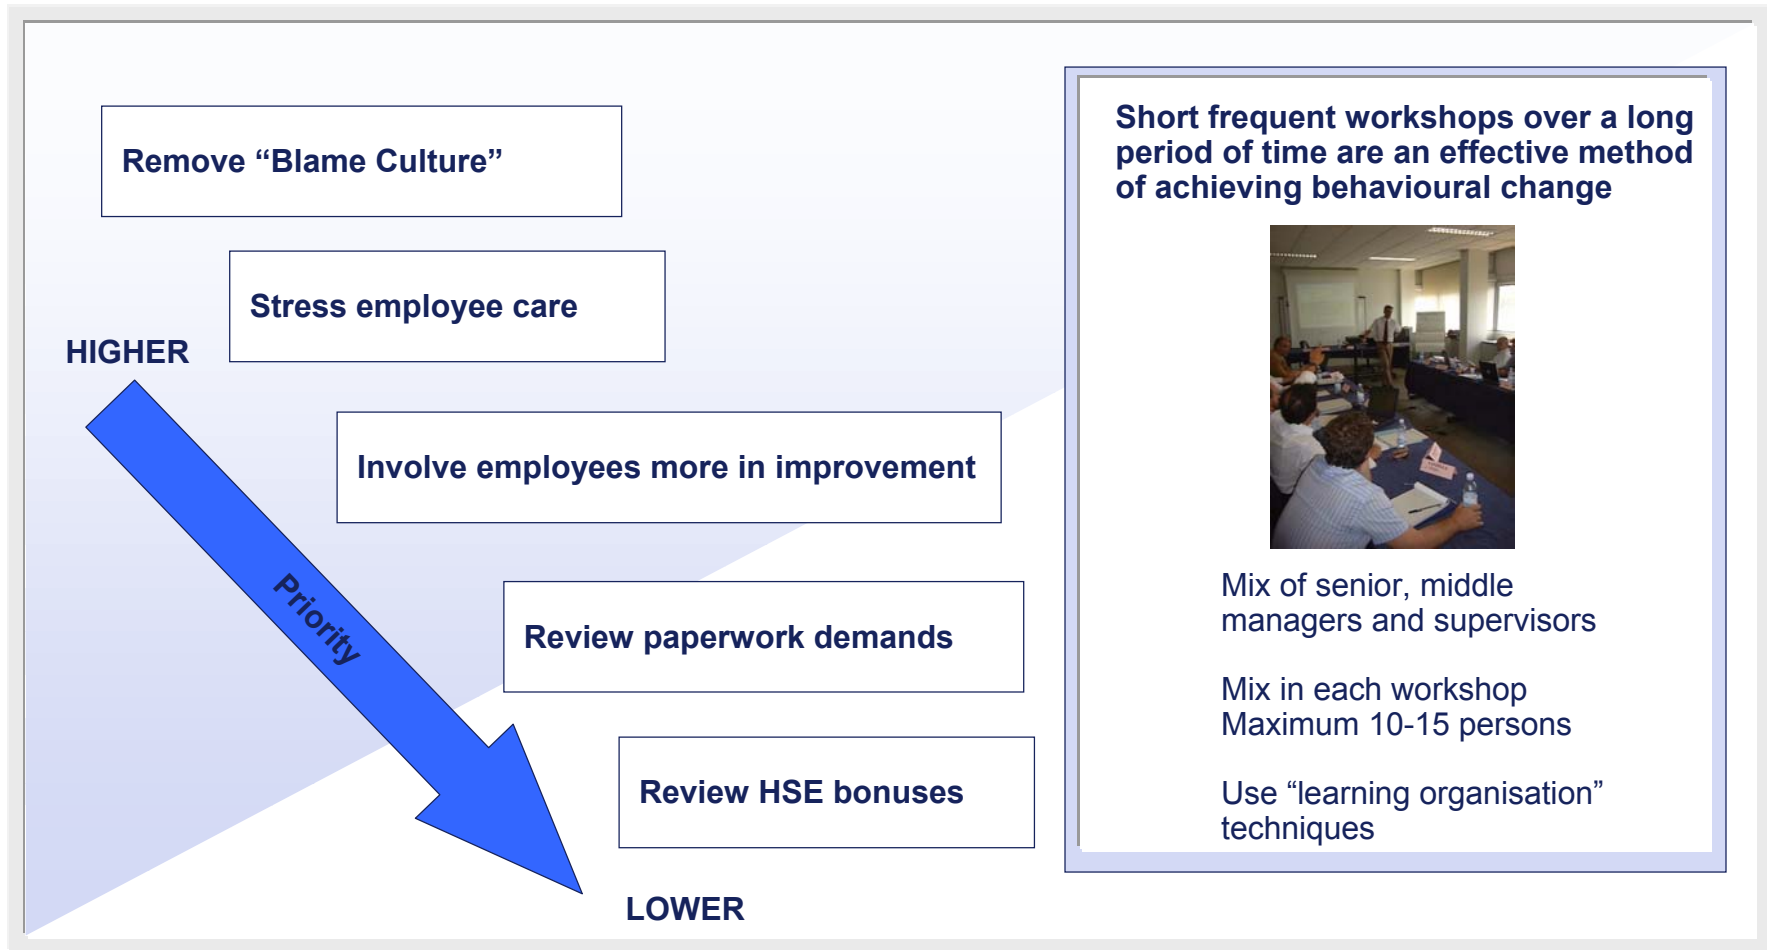 Remove “Blame Culture”
Stress employee care
HIGHER
Involve employees more in improvement
Priority
Review paperwork demands
Review HSE bonuses
LOWER
Short frequent workshops over a long
period of time are an effective method
of achieving behavioural change
Mix of senior, middle
managers and supervisors
Mix in each workshop
Maximum 10-15 persons
Use “learning organisation”
techniques